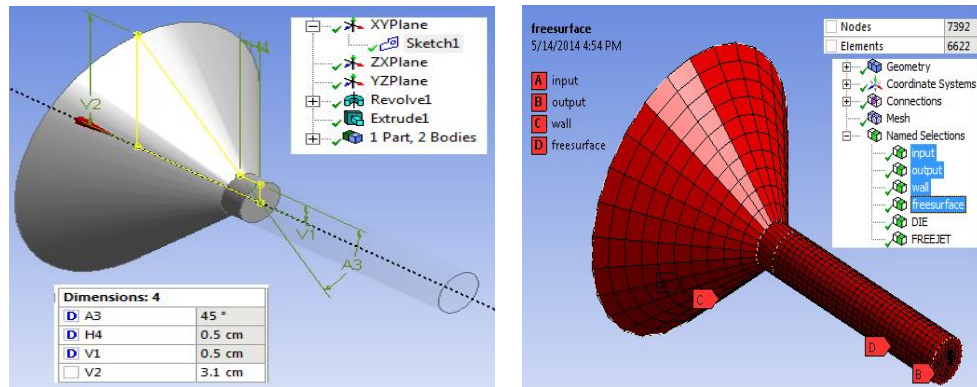 XYPlane
Sketch1
ZXPlane
YZPlane
Revolve1
Extrude1
1 Part, 2 Bodies
V2
H4
V1
A3
Dimensions: 4
D A3 45 °
D H4 0.5 cm
D V1 0.5 cm
V2 3.1 cm
freesurface
5/14/2014 4:54 PM
A input
B output
C wall
D freesurface
Nodes 7392
Elements 6622
Geometry
Coordinate Systems
Connections
Mesh
Named Selections
input
output
wall
freesurface
DIE
FREEJET
C
D
B